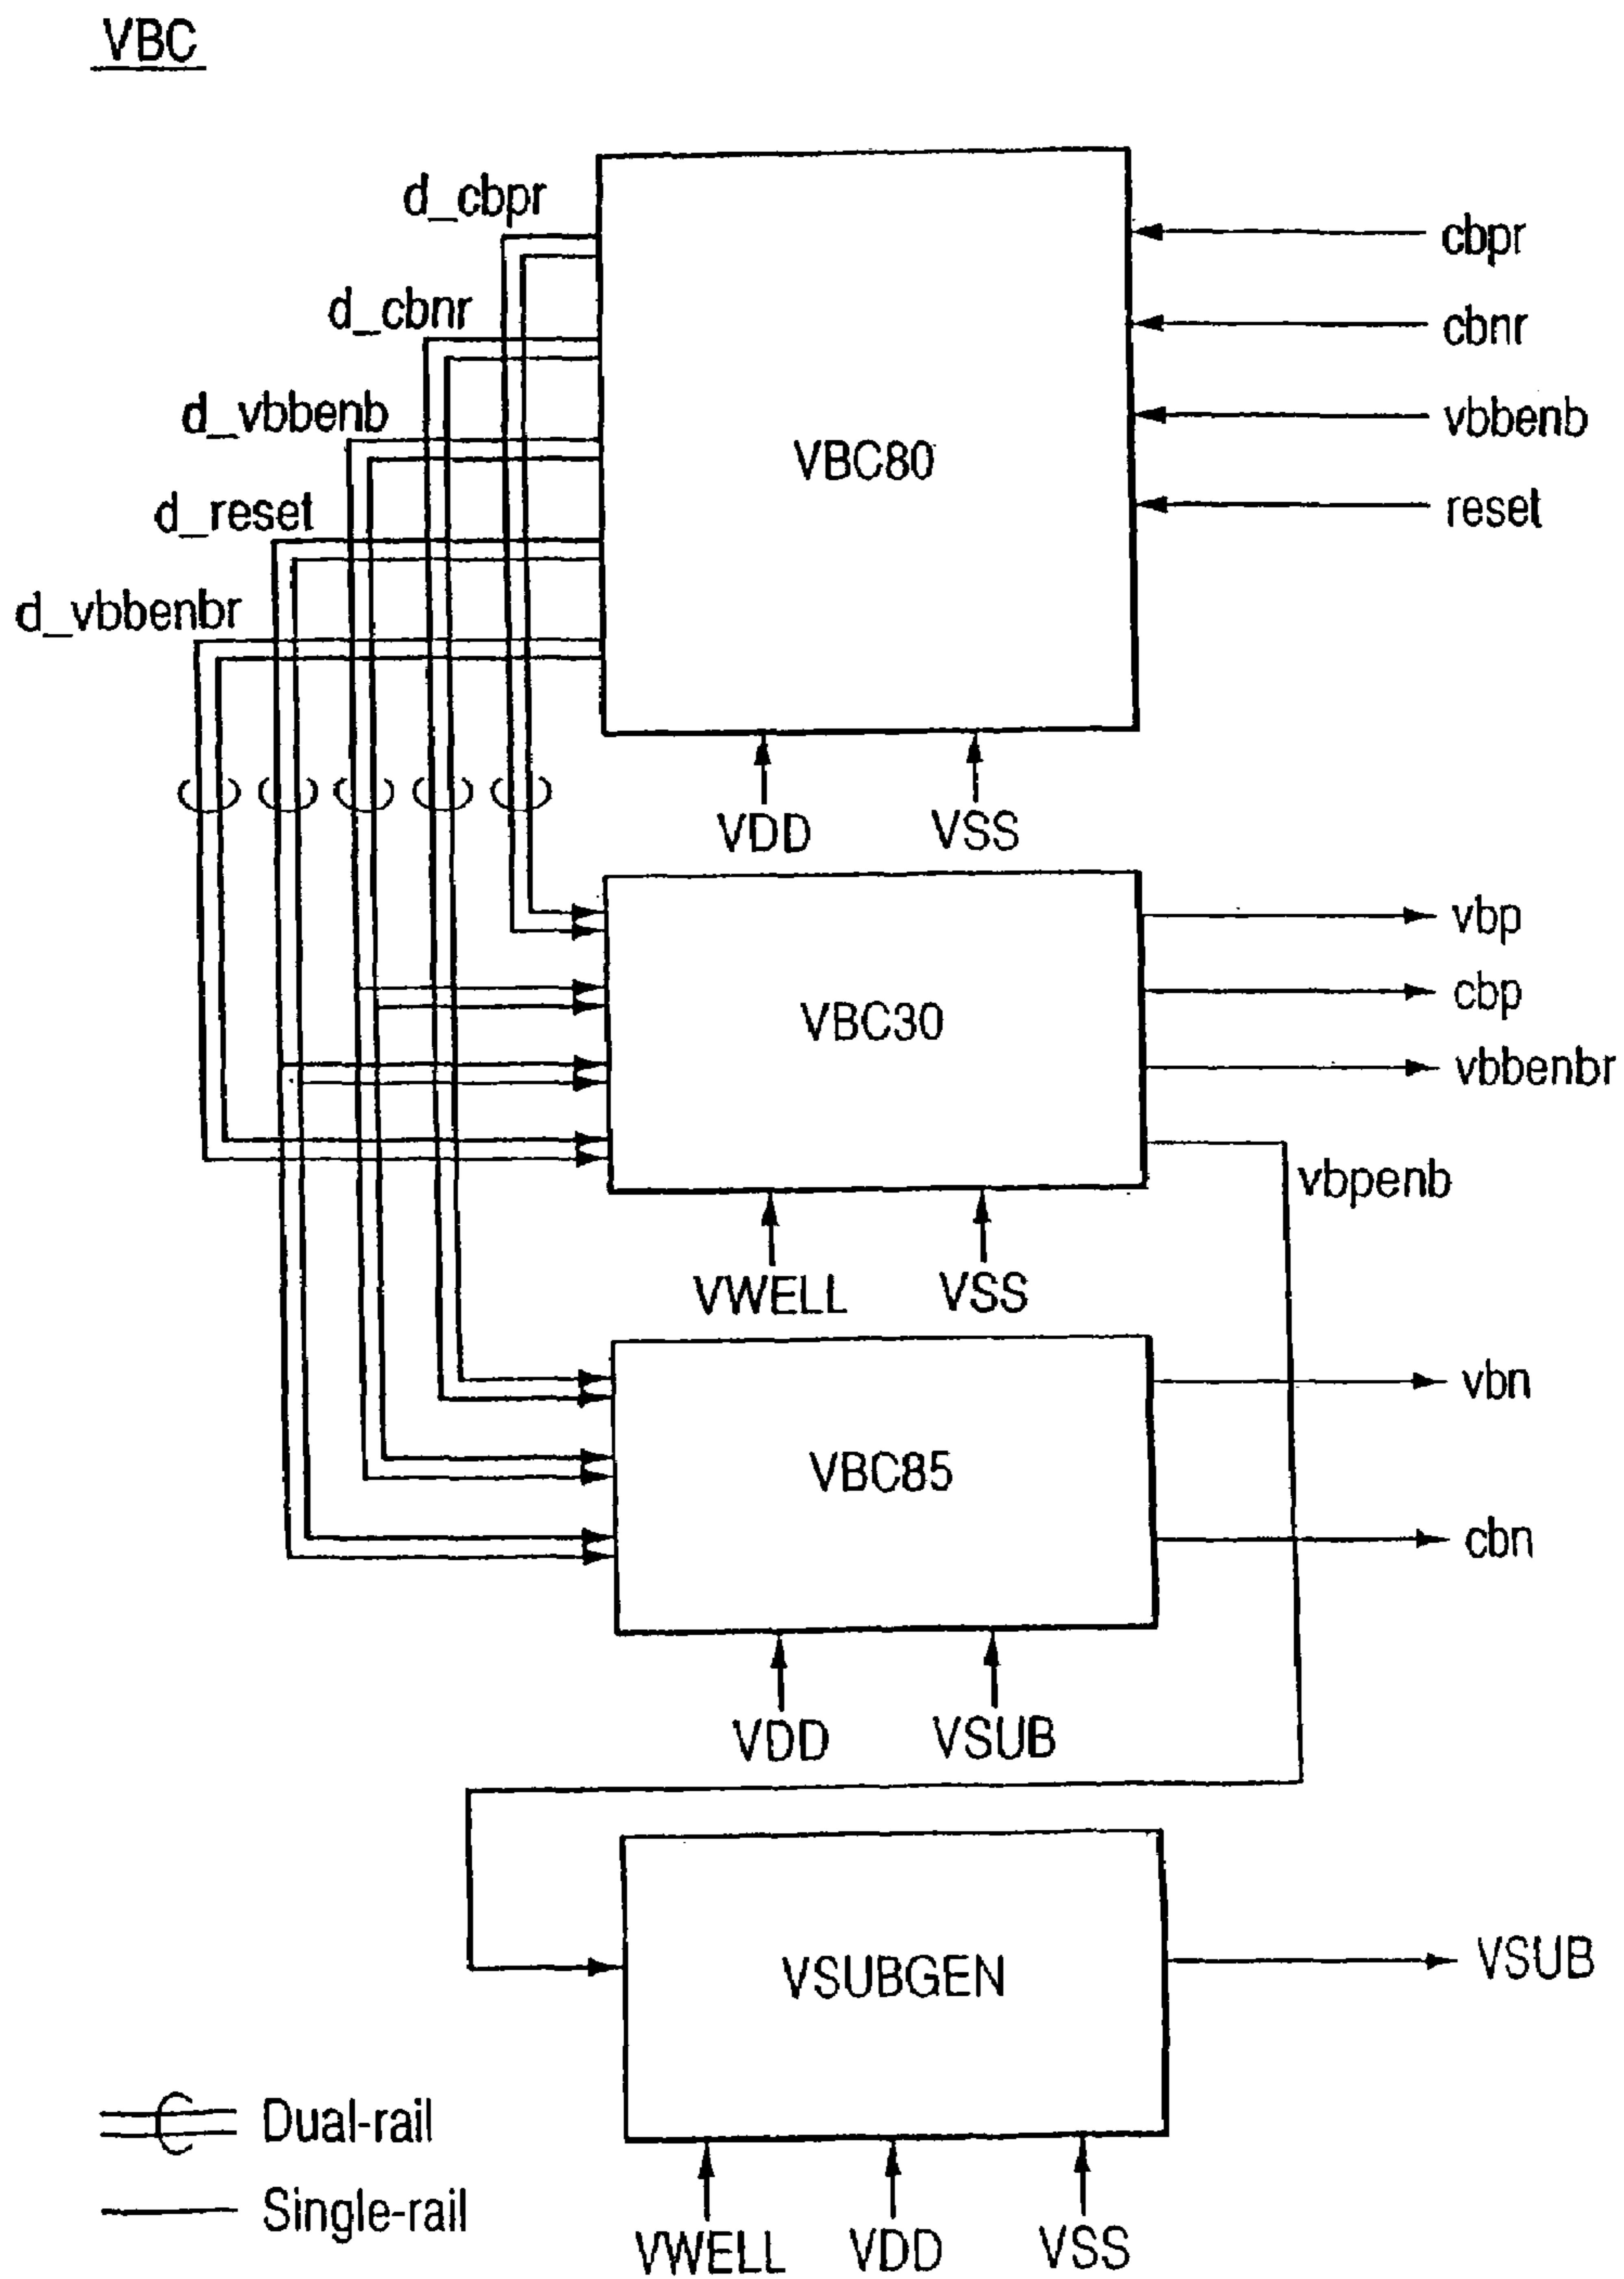 VBC
d_cbpr
cbpr
d_cbnr
cbnr
d_vbbenb
vbbenb
VBC80
d_reset
reset
d_vbbenbr
VDD
VSS
vbp
cbp
VBC30
vbbenbr
vbpenb
VWELL
VSS
vbn
VBC85
cbn
VDD
VSUB
VSUBGEN
VSUB
Dual-rail
Single-rail
VWELL
VDD
VSS